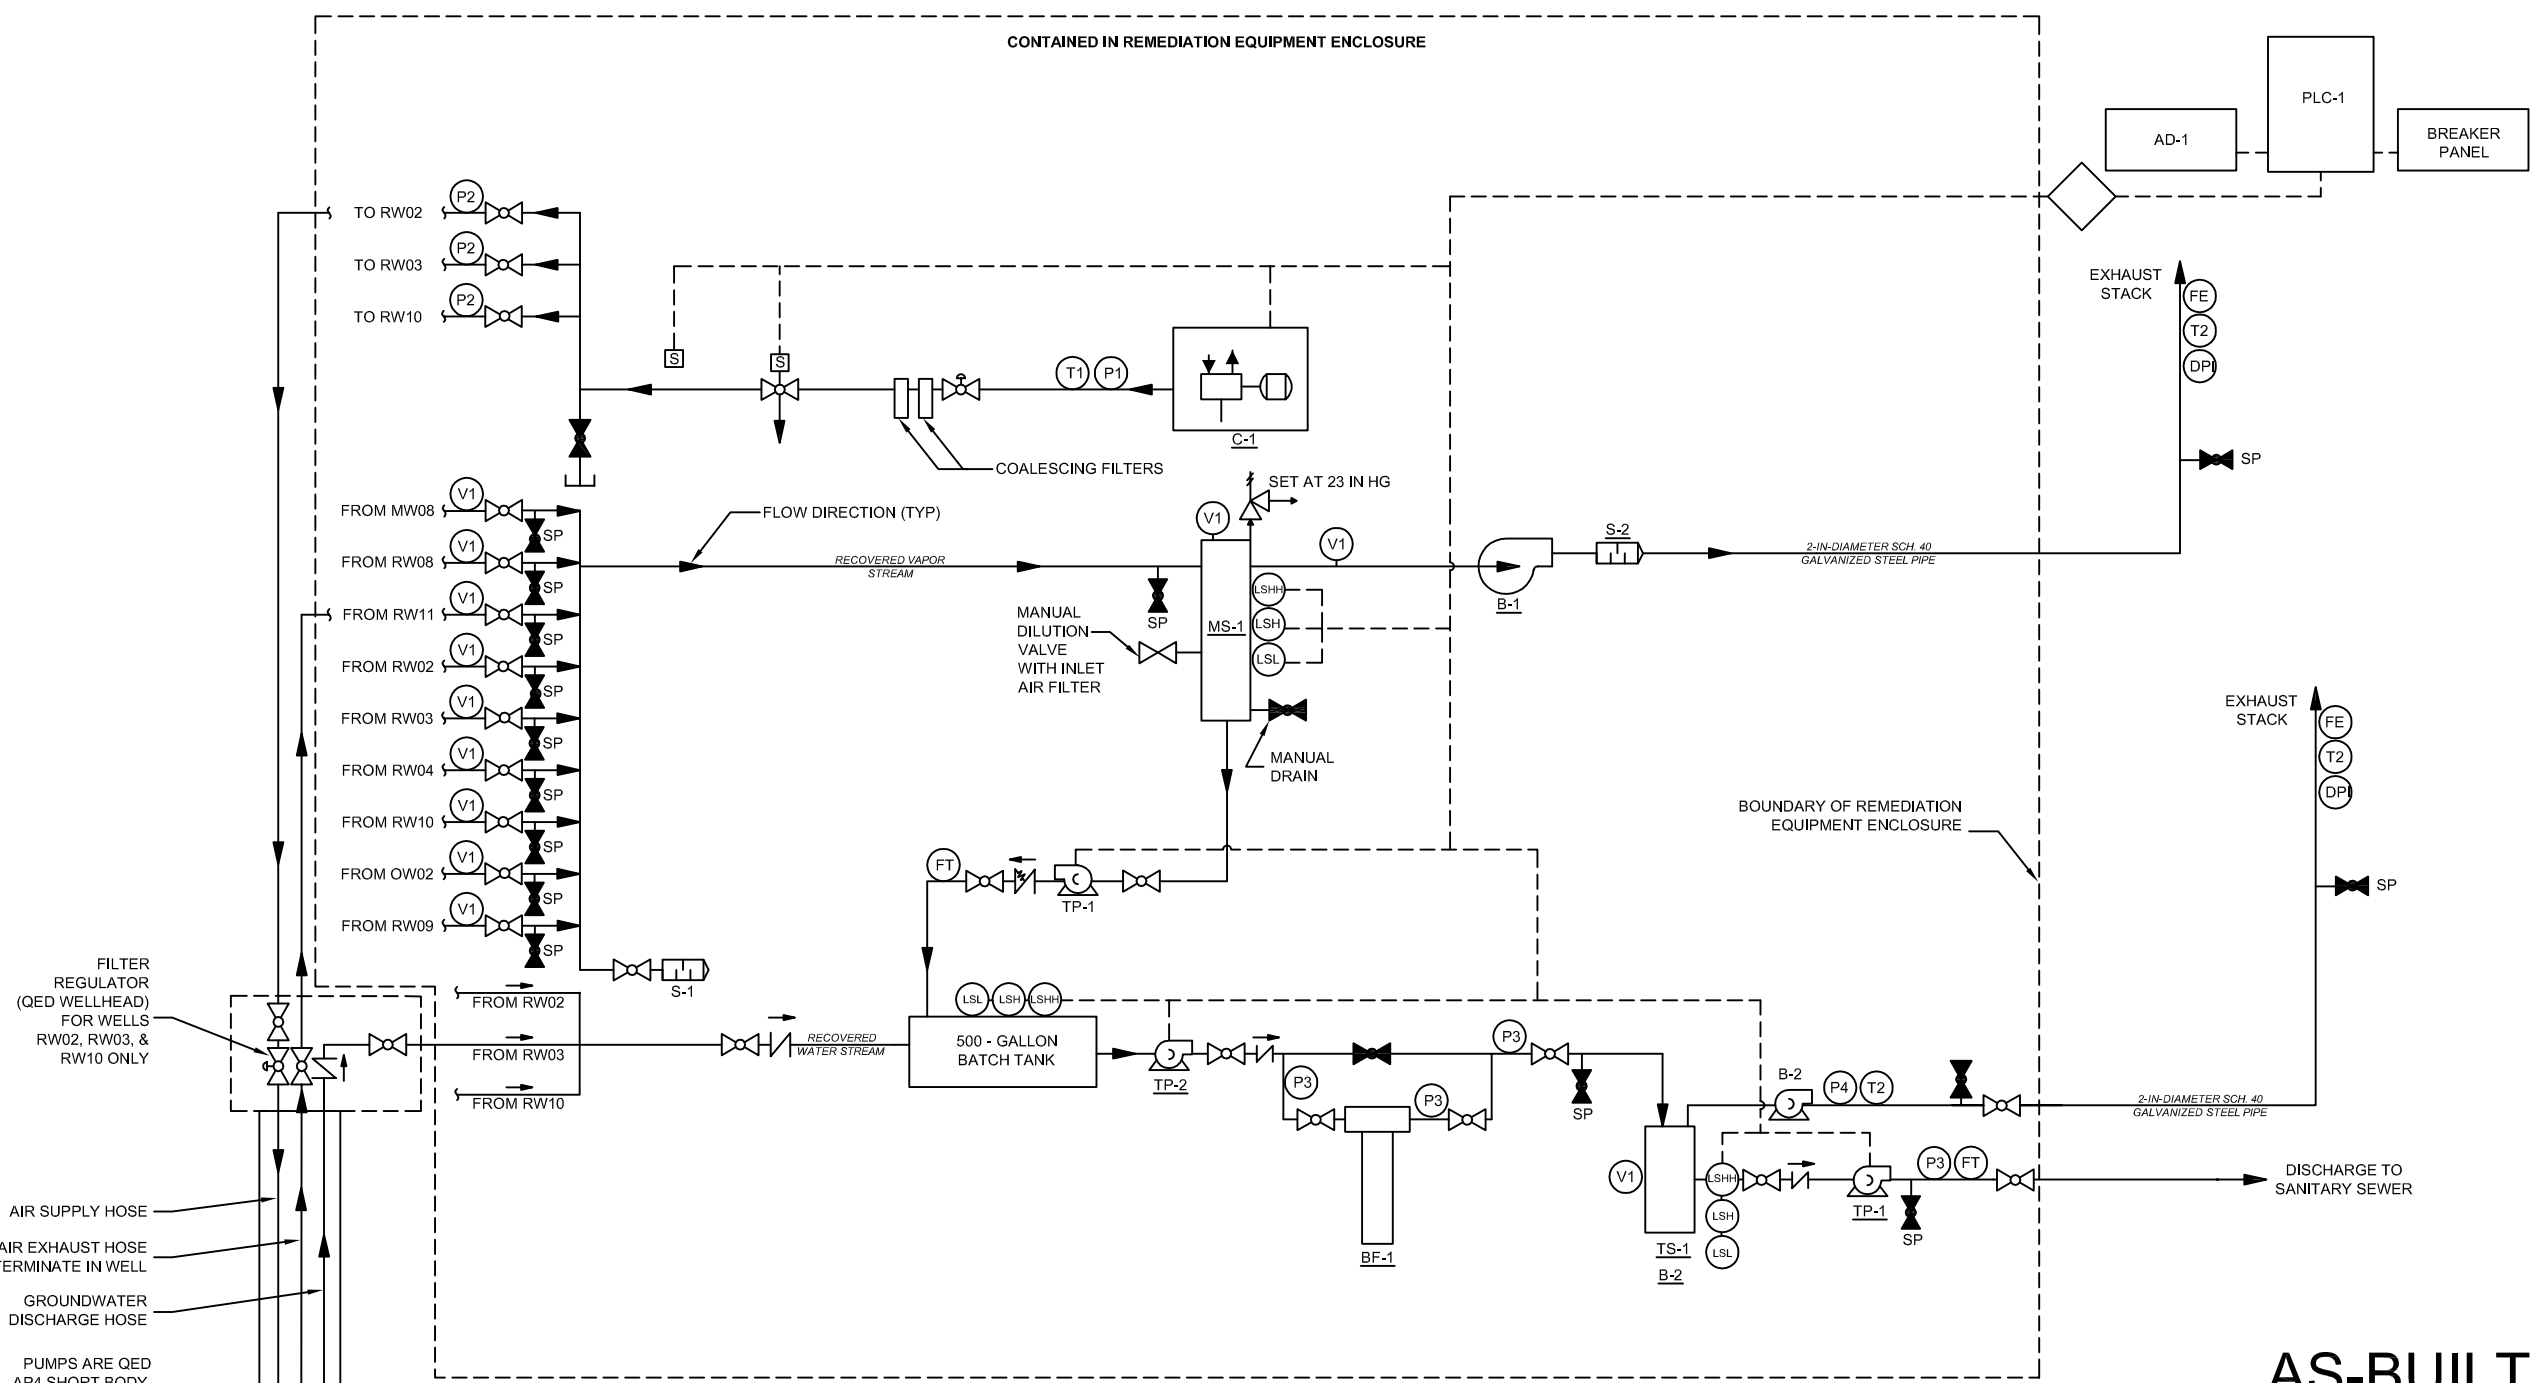 CONTAINED IN REMEDIATION EQUIPMENT ENCLOSURE
PLC-1
AD-1
BREAKER
PANEL
TO RW02
P2
TO RW03
P2
TO RW10
P2
S
S
T1
P1
C-1
COALESCING FILTERS
EXHAUST
STACK
FE
T2
DPI
SP
FROM MW08
V1
SP
FROM RW08
V1
SP
FROM RW11
V1
SP
FROM RW02
V1
SP
FROM RW03
V1
SP
FROM RW04
V1
SP
FROM RW10
V1
SP
FROM OW02
V1
SP
FROM RW09
V1
SP
S-1
FLOW DIRECTION (TYP)
RECOVERED VAPOR
STREAM
SP
SET AT 23 IN HG
V1
V1
MS-1
LSHH
LSH
LSL
MANUAL
DILUTION
VALVE
WITH INLET
AIR FILTER
MANUAL
DRAIN
B-1
S-2
2-IN-DIAMETER SCH. 40
GALVANIZED STEEL PIPE
EXHAUST
STACK
FE
T2
DPI
SP
BOUNDARY OF REMEDIATION
EQUIPMENT ENCLOSURE
FT
TP-1
FILTER
REGULATOR
(QED WELLHEAD)
FOR WELLS
RW02, RW03, &
RW10 ONLY
FROM RW02
FROM RW03
FROM RW10
RECOVERED
WATER STREAM
LSL
LSH
LSHH
500 - GALLON
BATCH TANK
TP-2
P3
P3
P3
BF-1
SP
B-2
P4
T2
2-IN-DIAMETER SCH. 40
GALVANIZED STEEL PIPE
V1
TS-1
B-2
LSHH
LSH
LSL
TP-1
P3
FT
SP
DISCHARGE TO
SANITARY SEWER
AIR SUPPLY HOSE
AIR EXHAUST HOSE
TERMINATE IN WELL
GROUNDWATER
DISCHARGE HOSE
PUMPS ARE QED
AP4 SHORT BODY
AS-BUILT